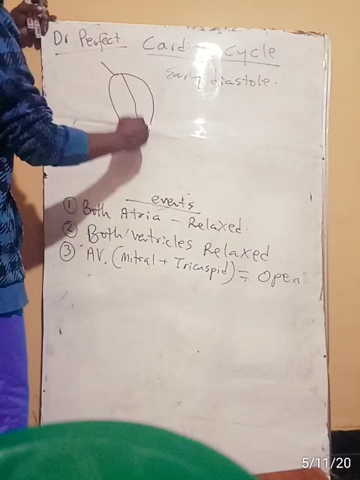 Dr Perfect Cardiac Cycle
Early diastole.
events
① Both Atria - Relaxed
② Both Ventricles Relaxed
③ AV. (Mitral + Tricuspid) = Open
5/11/20